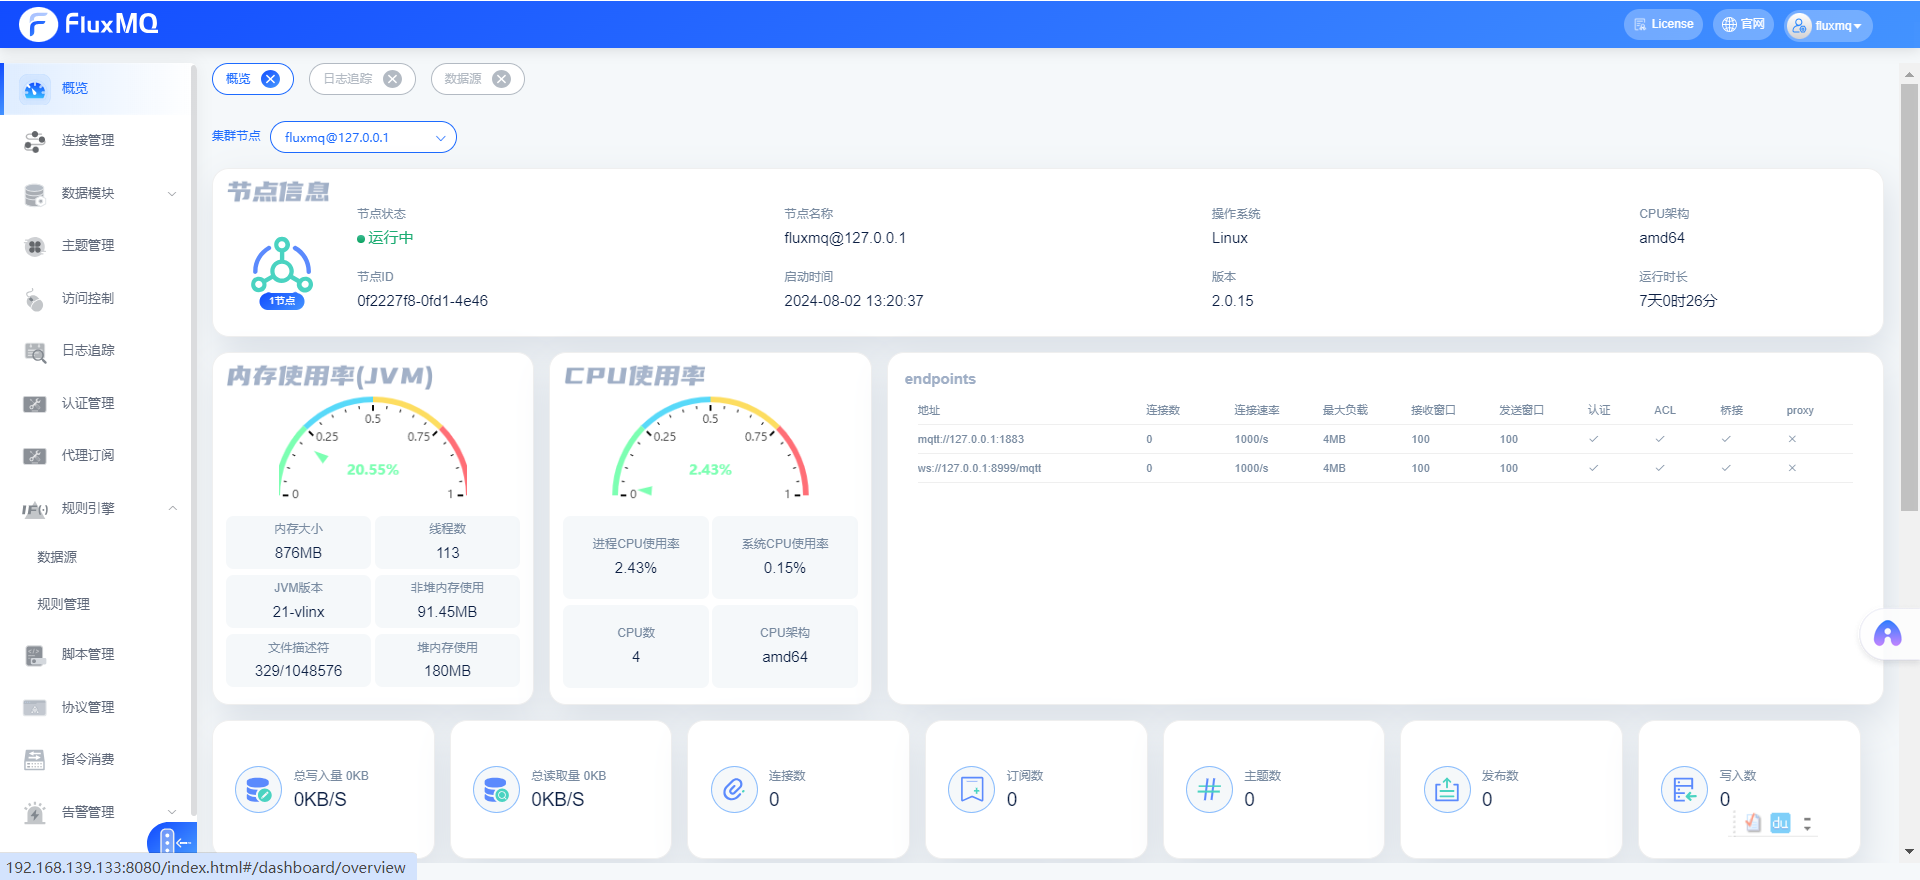 FluxMQ
License
官网
fluxmq
概览
连接管理
数据模块
主题管理
访问控制
日志追踪
认证管理
代理订阅
IF(·) 规则引擎
数据源
规则管理
脚本管理
协议管理
指令消费
告警管理
概览
日志追踪
数据源
集群节点
fluxmq@127.0.0.1
节点信息
1节点
节点状态
运行中
节点名称
fluxmq@127.0.0.1
操作系统
Linux
CPU架构
amd64
节点ID
0f2227f8-0fd1-4e46
启动时间
2024-08-02 13:20:37
版本
2.0.15
运行时长
7天0时26分
内存使用率(JVM)
0
0.25
0.5
0.75
1
20.55%
内存大小
876MB
线程数
113
JVM版本
21-vlinx
非堆内存使用
91.45MB
文件描述符
329/1048576
堆内存使用
180MB
CPU使用率
0
0.25
0.5
0.75
1
2.43%
进程CPU使用率
2.43%
系统CPU使用率
0.15%
CPU数
4
CPU架构
amd64
endpoints
地址 连接数 连接速率 最大负载 接收窗口 发送窗口 认证 ACL 桥接 proxy
mqtt://127.0.0.1:1883 0 1000/s 4MB 100 100
ws://127.0.0.1:8999/mqtt 0 1000/s 4MB 100 100
总写入量 0KB
0KB/S
总读取量 0KB
0KB/S
连接数
0
订阅数
0
主题数
0
发布数
0
写入数
0
du
192.168.139.133:8080/index.html#/dashboard/overview